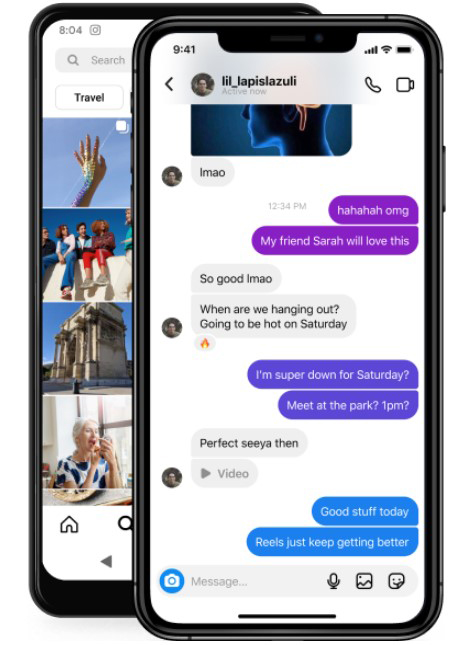 8:04
Search
Travel
9:41
lil_lapislazuli
Active now
lmao
12:34 PM
hahahah omg
My friend Sarah will love this
So good lmao
When are we hanging out?
Going to be hot on Saturday
I'm super down for Saturday?
Meet at the park? 1pm?
Perfect seeya then
Video
Good stuff today
Reels just keep getting better
Message...